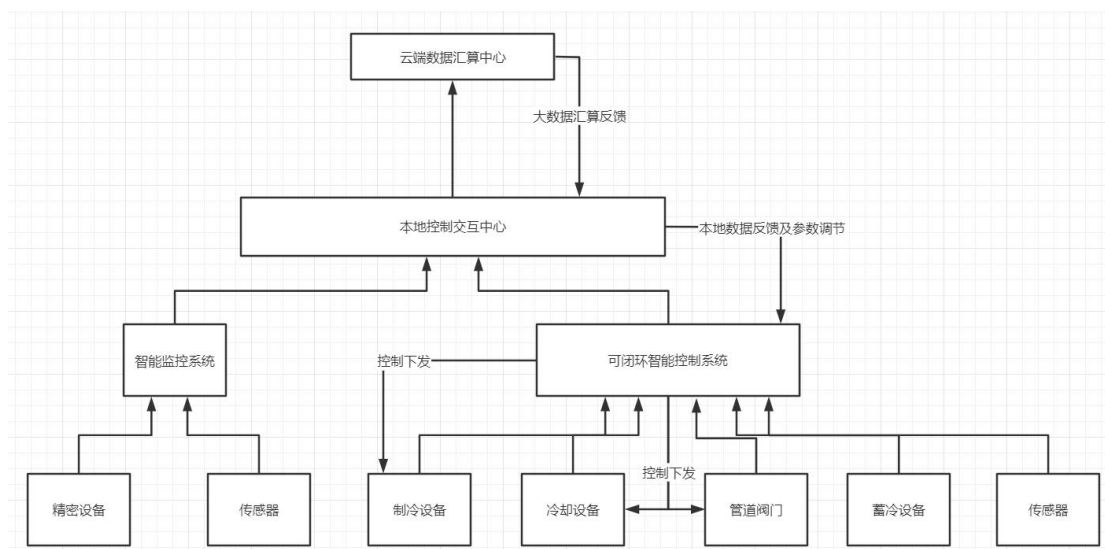 云端数据汇算中心
大数据汇算反馈
本地控制交互中心
本地数据反馈及参数调节
智能监控系统
控制下发
可闭环智能控制系统
控制下发
精密设备
传感器
制冷设备
冷却设备
管道阀门
蓄冷设备
传感器